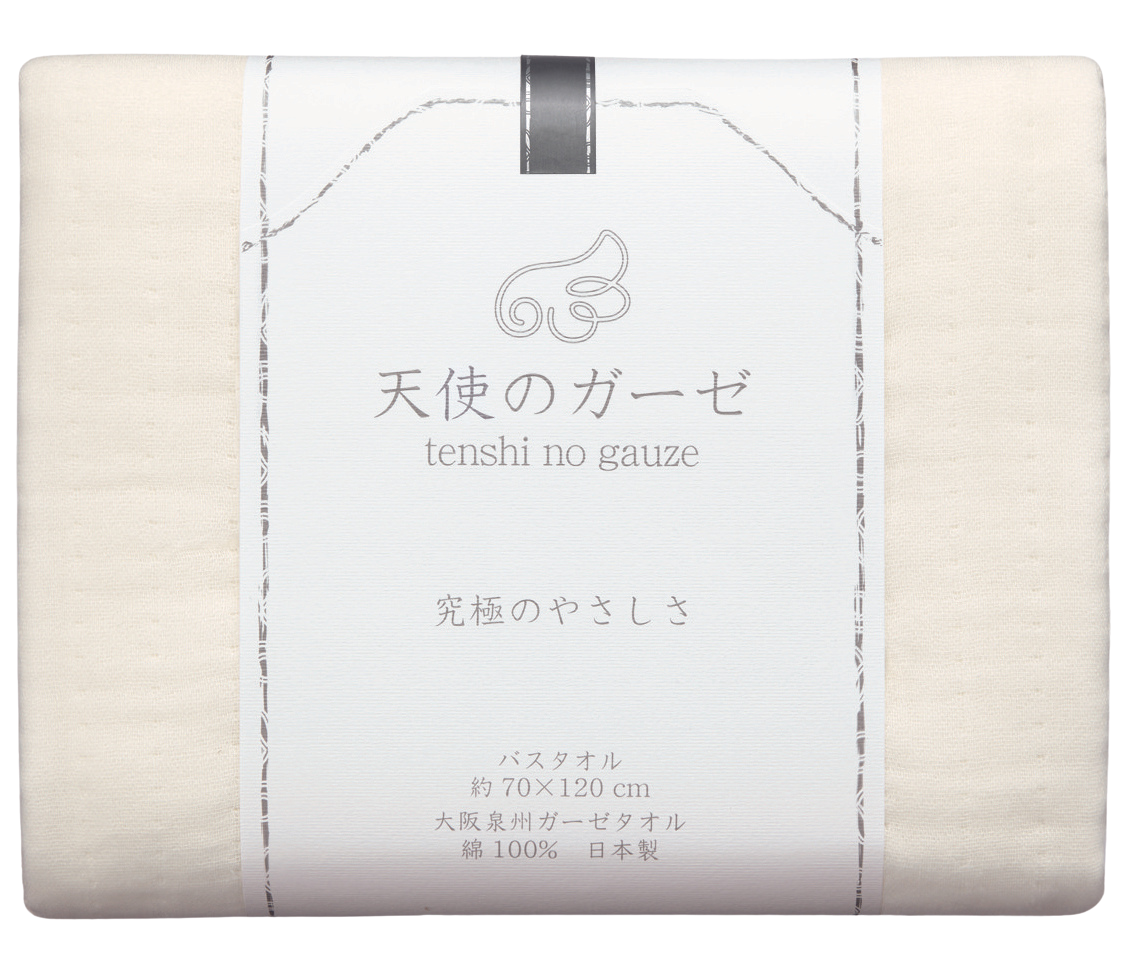 天使のガーゼ
tenshi no gauze
究極のやさしさ
バスタオル
約 70×120 cm
大阪泉州ガーゼタオル
綿 100%　日本製